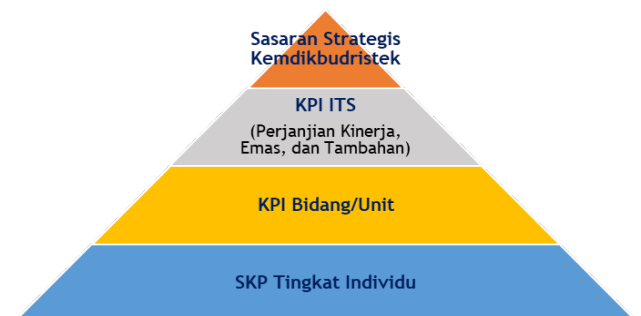 Sasaran Strategis
Kemdikbudristek
KPI ITS
(Perjanjian Kinerja,
Emas, dan Tambahan)
KPI Bidang/Unit
SKP Tingkat Individu